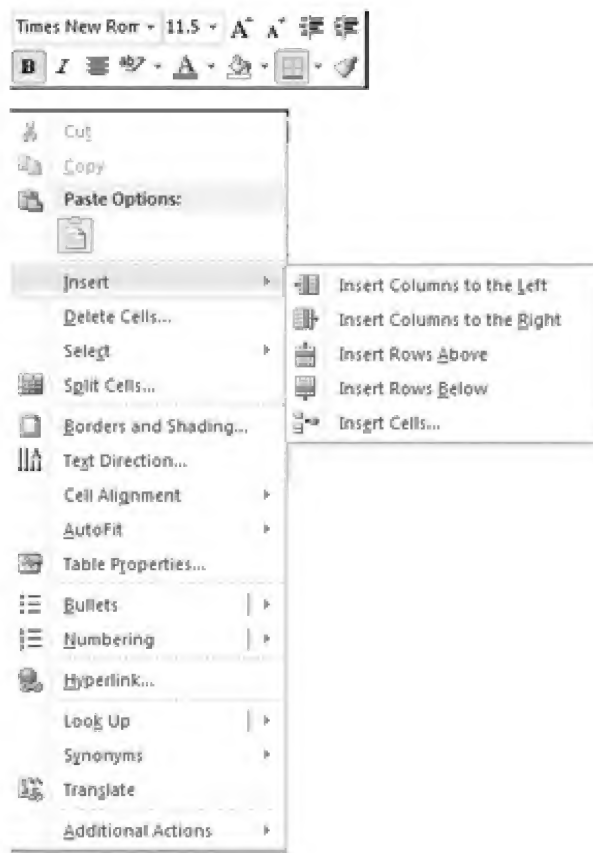 Times New Rom 11.5 A A
B I ab A
Cut
Copy
Paste Options:
Insert
Insert Columns to the Left
Insert Columns to the Right
Insert Rows Above
Insert Rows Below
Insert Cells...
Delete Cells...
Select
Split Cells...
Borders and Shading...
Text Direction...
Cell Alignment
AutoFit
Table Properties...
Bullets
Numbering
Hyperlink...
Look Up
Synonyms
Translate
Additional Actions